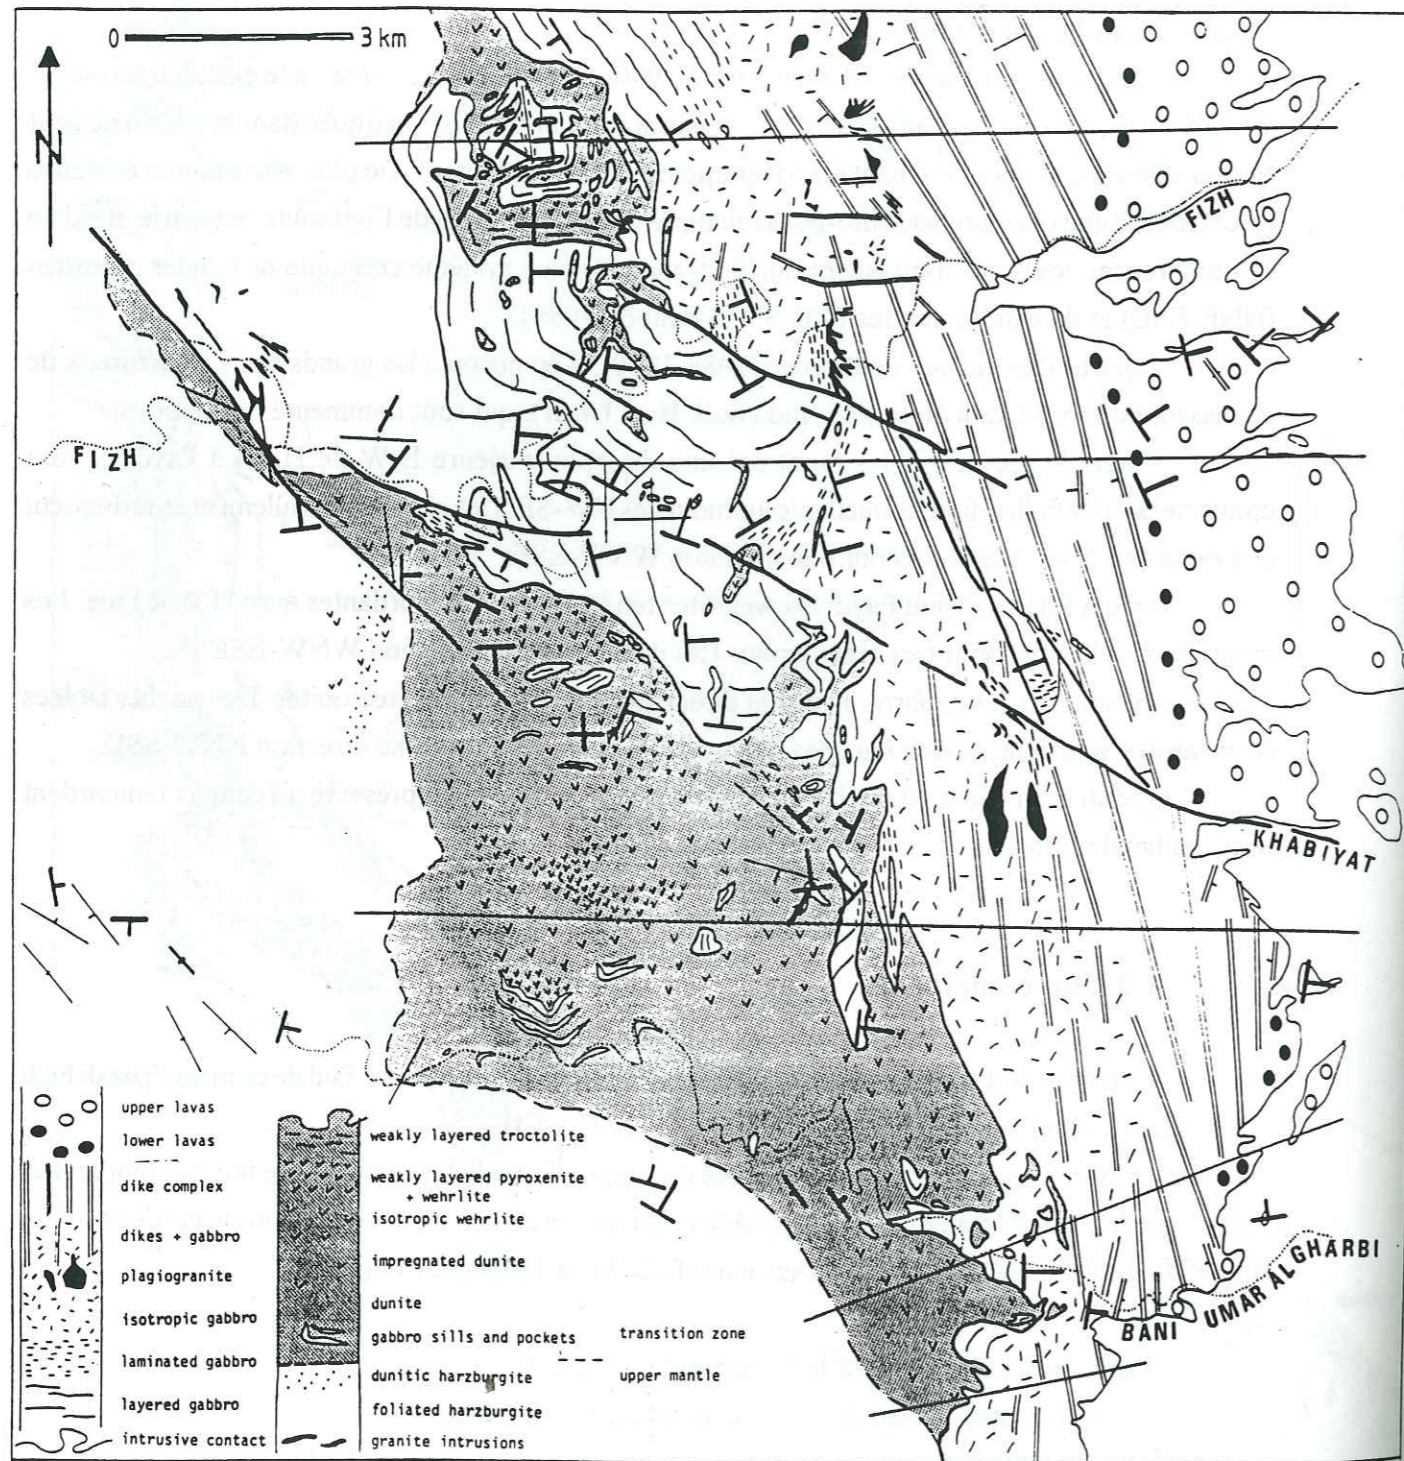 0 3 km
N
FIZH
FIZH
KHABIYAT
BANI UMAR AL GHARBI
upper lavas
lower lavas
dike complex
dikes + gabbro
plagiogranite
isotropic gabbro
laminated gabbro
layered gabbro
intrusive contact
weakly layered troctolite
weakly layered pyroxenite
+ wehrlite
isotropic wehrlite
impregnated dunite
dunite
gabbro sills and pockets
dunitic harzburgite
foliated harzburgite
granite intrusions
transition zone
upper mantle